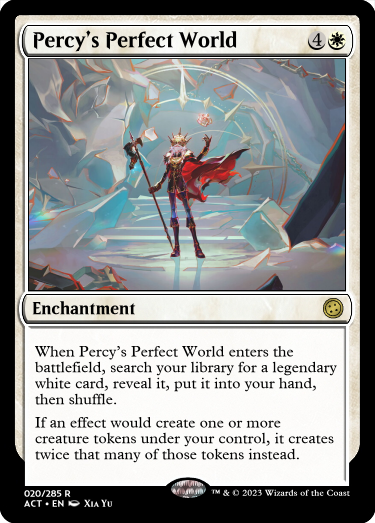 Percy's Perfect World 4
Enchantment
When Percy's Perfect World enters the
battlefield, search your library for a legendary
white card, reveal it, put it into your hand,
then shuffle.
If an effect would create one or more
creature tokens under your control, it creates
twice that many of those tokens instead.
020/285 R
ACT • EN Xia Yu
™ & © 2023 Wizards of the Coast